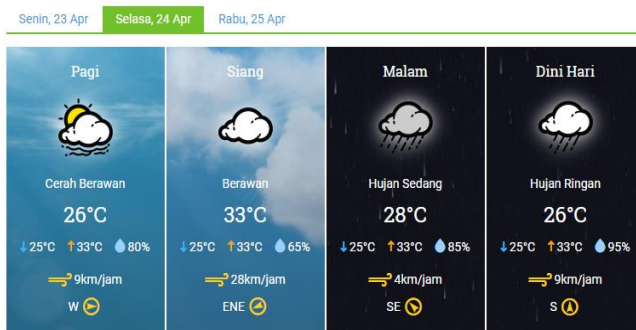 Senin, 23 Apr
Selasa, 24 Apr
Rabu, 25 Apr
Pagi
Cerah Berawan
26°C
↓25°C ↑33°C 80%
9km/jam
W
Siang
Berawan
33°C
↓25°C ↑33°C 65%
28km/jam
ENE
Malam
Hujan Sedang
28°C
↓25°C ↑33°C 85%
4km/jam
SE
Dini Hari
Hujan Ringan
26°C
↓25°C ↑33°C 95%
9km/jam
S